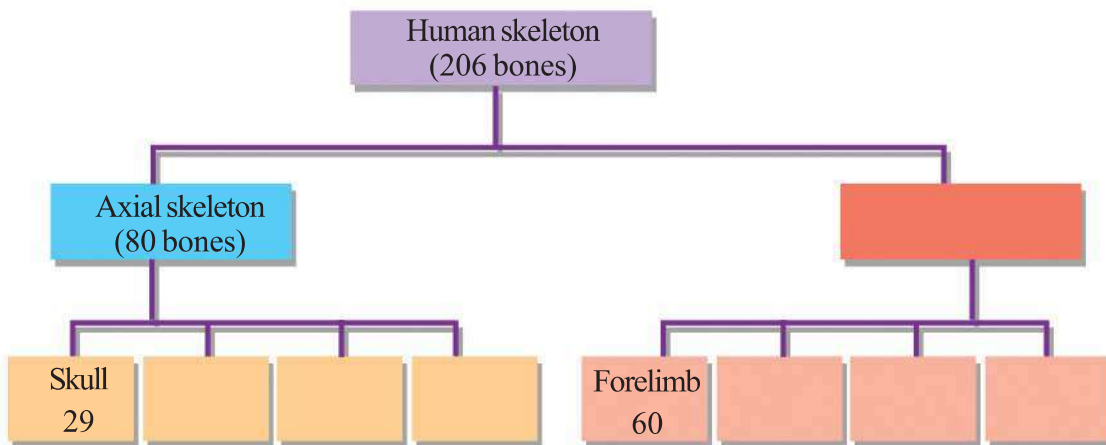 Human skeleton
(206 bones)
Axial skeleton
(80 bones)
Skull
29
Forelimb
60